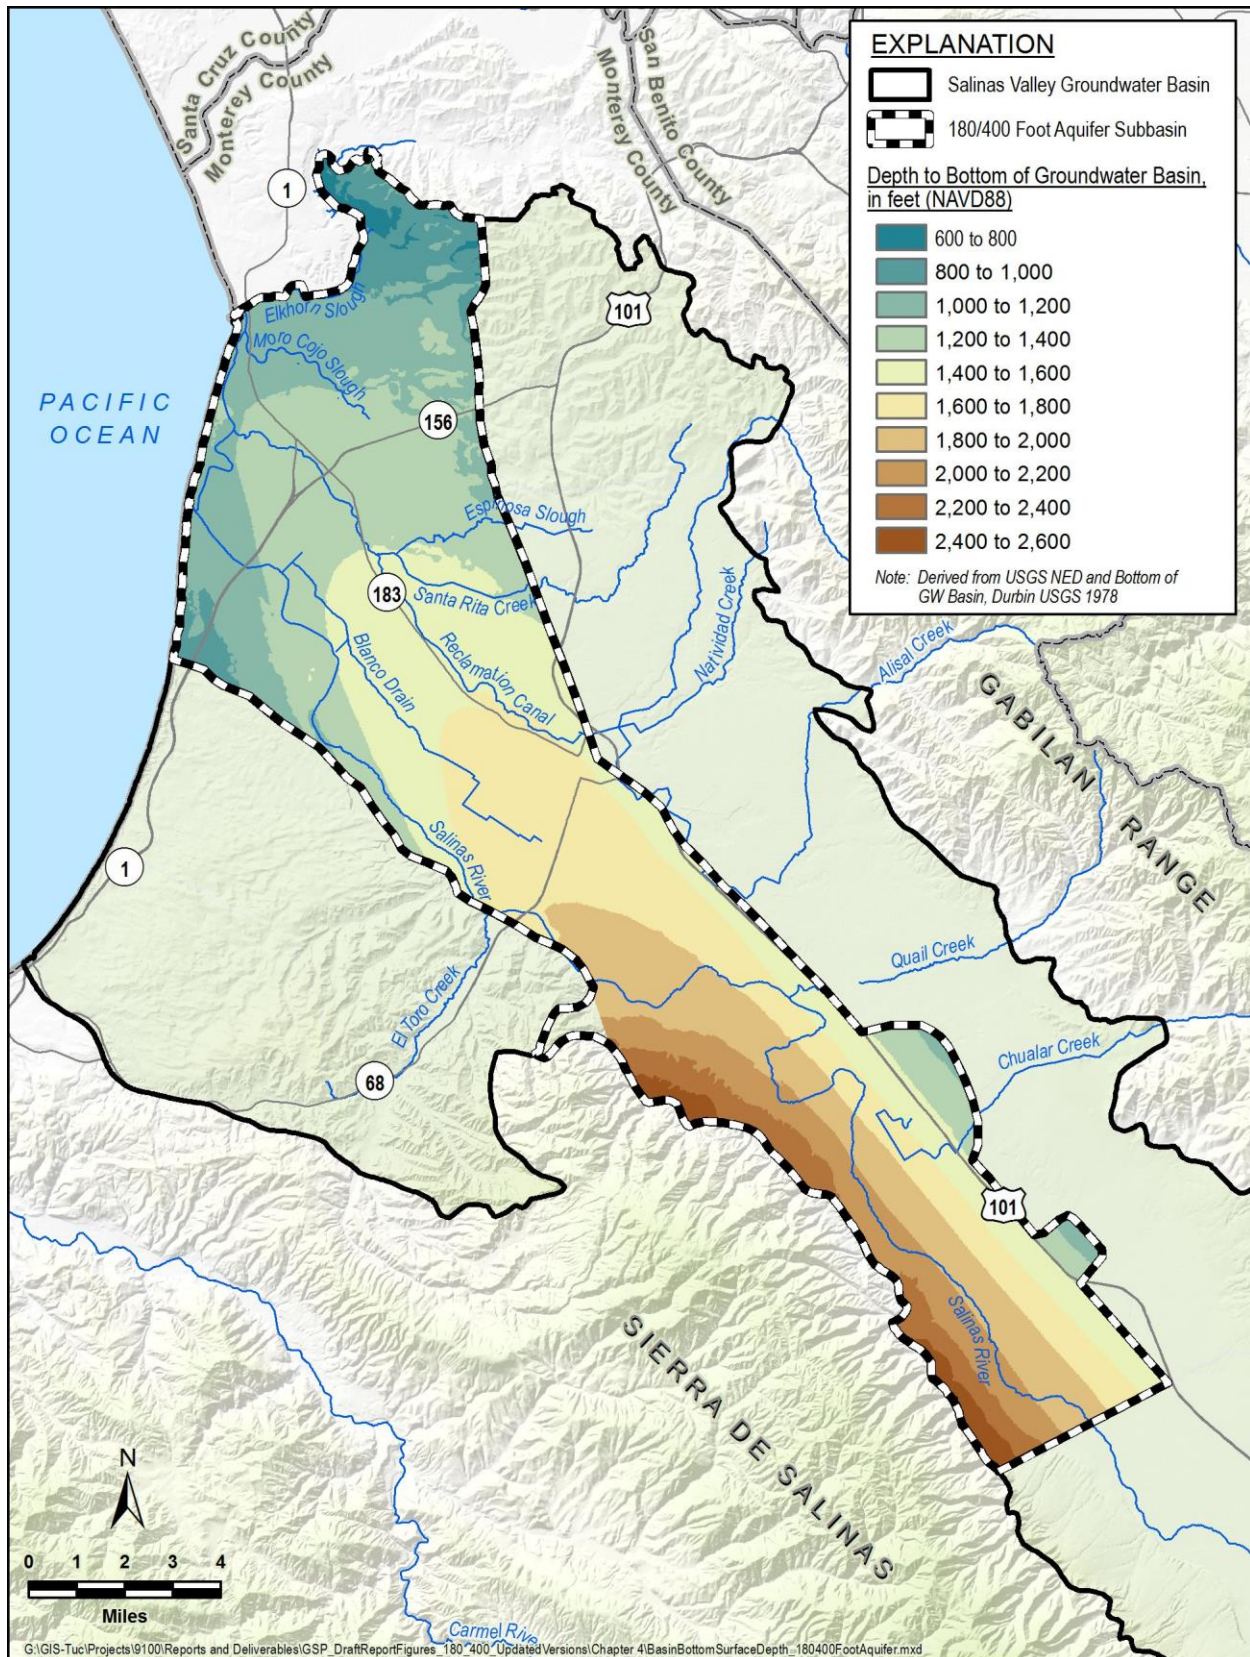 Santa Cruz County
Monterey County
San Benito County
Monterey County
EXPLANATION
Salinas Valley Groundwater Basin
180/400 Foot Aquifer Subbasin
Depth to Bottom of Groundwater Basin,
in feet (NAVD88)
600 to 800
800 to 1,000
1,000 to 1,200
1,200 to 1,400
1,400 to 1,600
1,600 to 1,800
1,800 to 2,000
2,000 to 2,200
2,200 to 2,400
2,400 to 2,600
Note: Derived from USGS NED and Bottom of
GW Basin, Durbin USGS 1978
1
101
Elkhorn Slough
Moro Cojo Slough
PACIFIC
OCEAN
156
Espinosa Slough
183
Santa Rita Creek
Natividad Creek
Reclamation Canal
Blanco Drain
Alisal Creek
GABILAN
RANGE
Salinas River
1
El Toro Creek
Quail Creek
Chualar Creek
68
101
Salinas River
SIERRA DE SALINAS
N
0 1 2 3 4
Miles
Carmel Rive
G:\GIS-Tuc\Projects\9100\Reports and Deliverables\GSP_DraftReportFigures_180_400_UpdatedVersions\Chapter 4\BasinBottomSurfaceDepth_180400FootAquifer.mxd